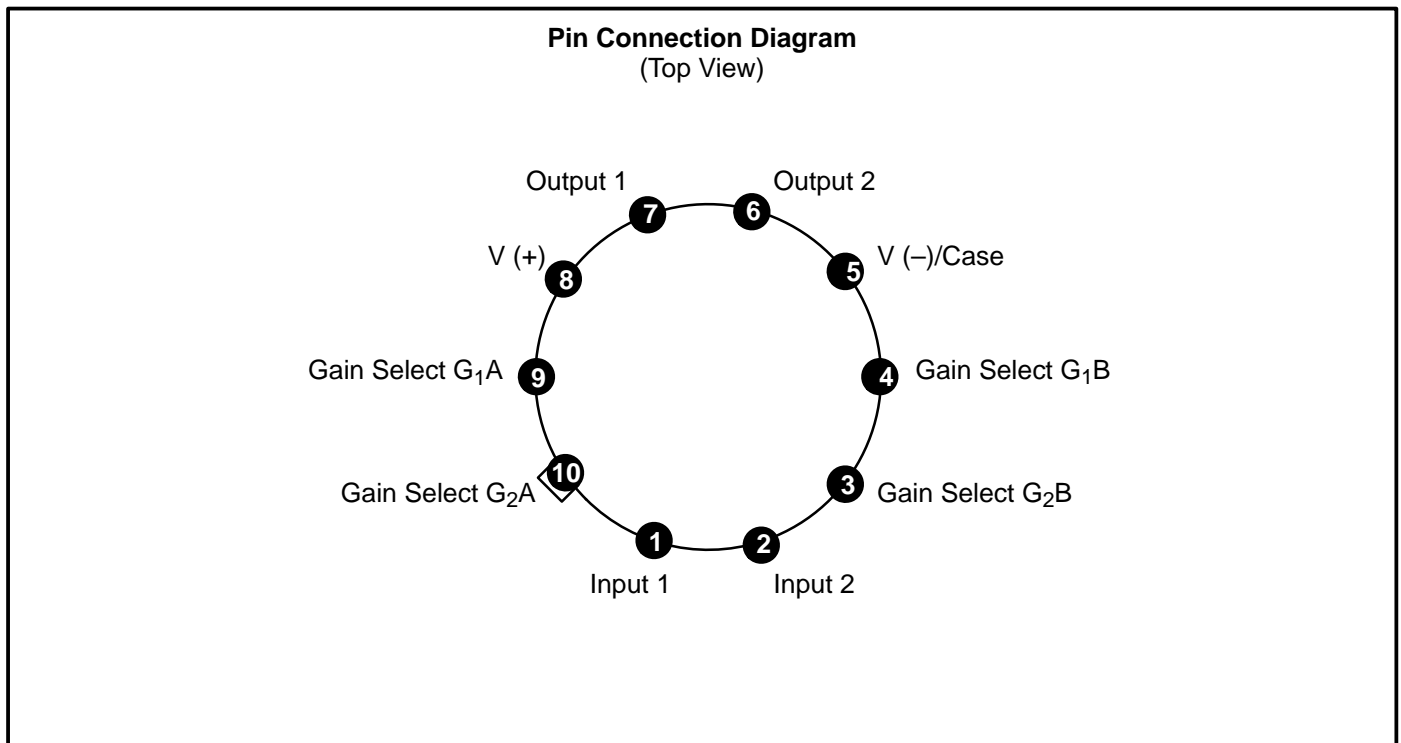 Pin Connection Diagram
(Top View)
Output 1
7
6
Output 2
V (+)
8
5
V (–)/Case
Gain Select G₁A
9
4
Gain Select G₁B
Gain Select G₂A
10
3
Gain Select G₂B
1
2
Input 1
Input 2